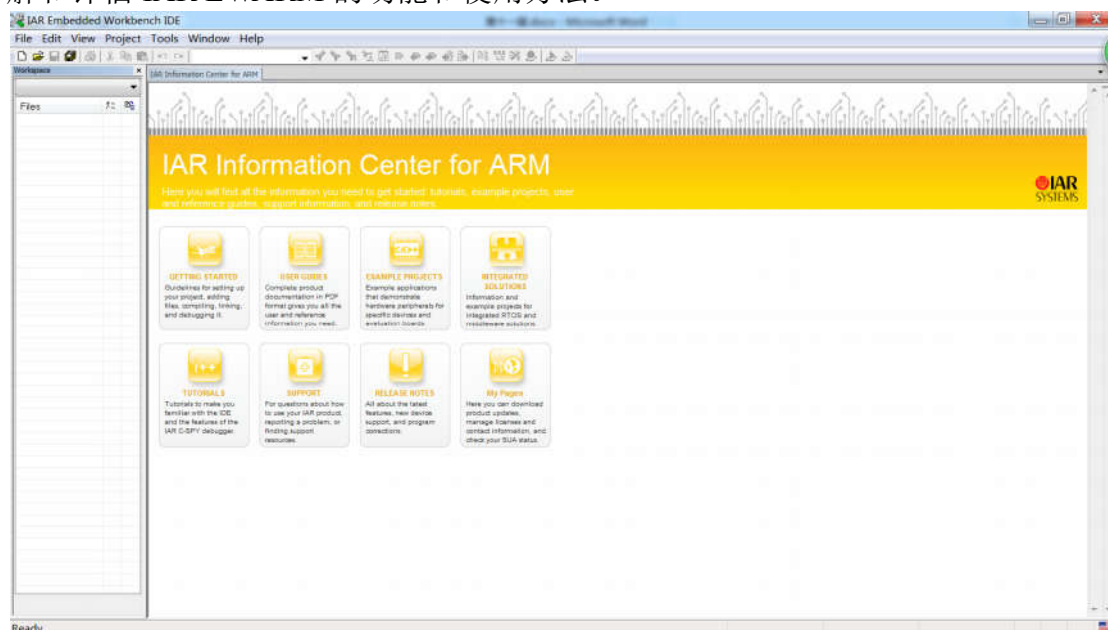 IAR Embedded Workbench IDE
File Edit View Project Tools Window Help
Workspace
IAR Information Center for ARM
Files
IAR Information Center for ARM
Here you will find all the information you need to get started: tutorials, example projects, user
and reference guides, support information, and release notes.
IAR
SYSTEMS
GETTING STARTED
Guidelines for setting up
your project, adding
files, compiling, linking,
and debugging it.
USER GUIDES
Complete product
documentation in PDF
format gives you all the
user and reference
information you need.
EXAMPLE PROJECTS
Example applications
that demonstrate
hardware peripherals for
specific devices and
evaluation boards.
INTEGRATED
SOLUTIONS
Information and
example projects for
integrated RTOS and
middleware solutions.
TUTORIALS
Tutorials to make you
familiar with the IDE
and the features of the
IAR C-SPY debugger.
SUPPORT
For questions about how
to use your IAR product,
reporting a problem, or
finding support
resources.
RELEASE NOTES
All about the latest
features, new device
support, and program
corrections.
My Pages
Here you can download
product updates,
manage licenses and
contact information, and
check your SUA status.
Ready